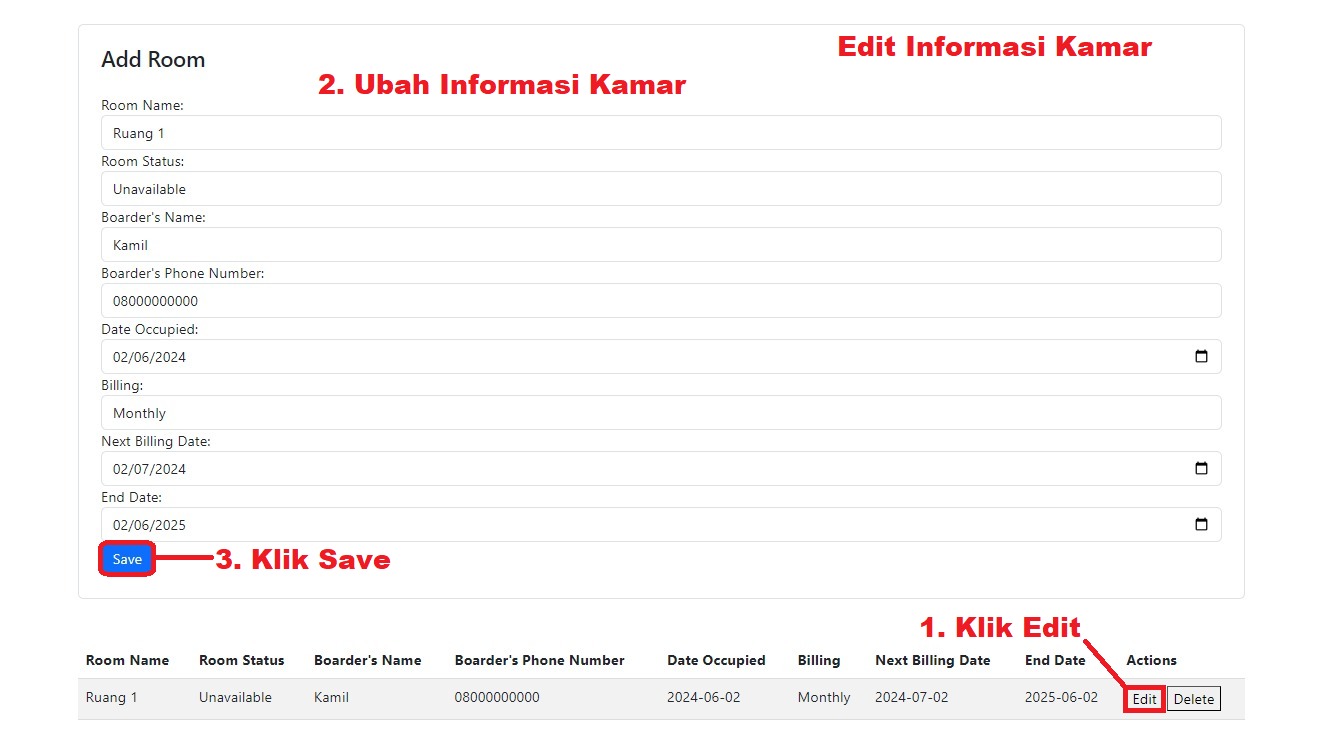 Edit Informasi Kamar
Add Room
2. Ubah Informasi Kamar
Room Name:
Ruang 1
Room Status:
Unavailable
Boarder's Name:
Kamil
Boarder's Phone Number:
08000000000
Date Occupied:
02/06/2024
Billing:
Monthly
Next Billing Date:
02/07/2024
End Date:
02/06/2025
Save 3. Klik Save
1. Klik Edit
Room Name Room Status Boarder's Name Boarder's Phone Number Date Occupied Billing Next Billing Date End Date Actions
Ruang 1 Unavailable Kamil 08000000000 2024-06-02 Monthly 2024-07-02 2025-06-02 Edit Delete